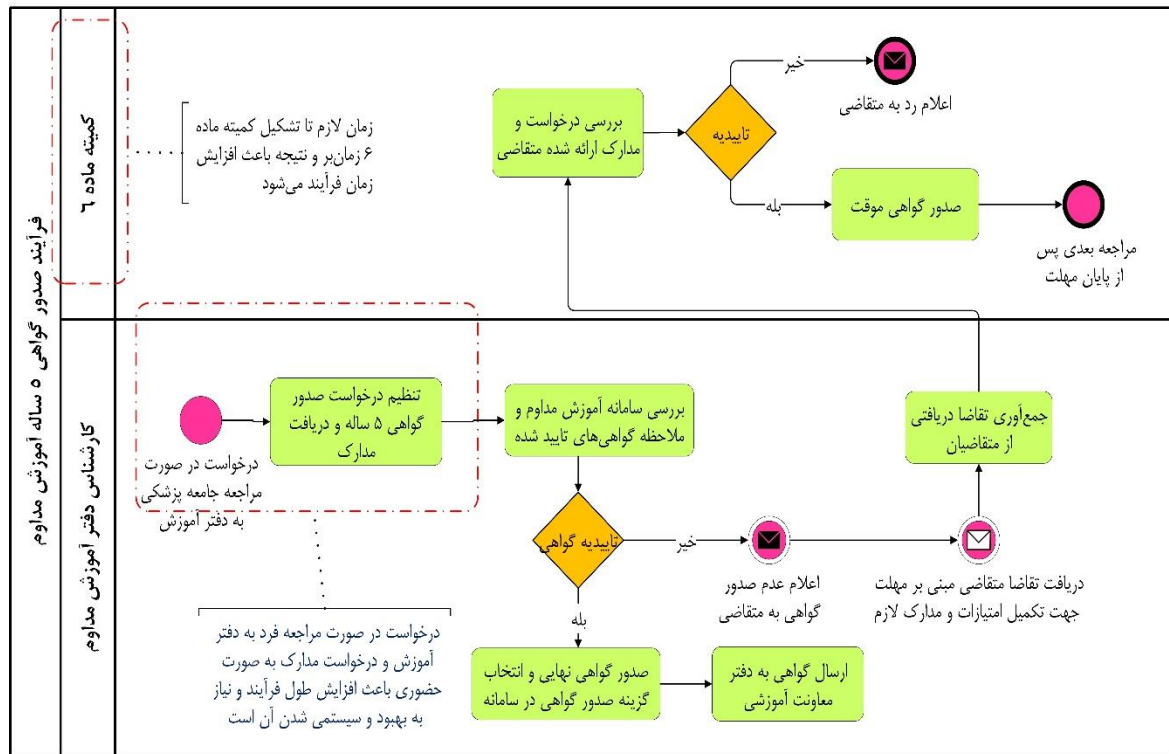 فرآیند صدور گواهی ۵ ساله آموزش مداوم
کمیته ماده ٦
زمان لازم تا تشکیل کمیته ماده
۶ زمان‌بر و نتیجه باعث افزایش
زمان فرآیند می‌شود
بررسی درخواست و
مدارک ارائه شده متقاضی
تاییدیه
خیر
اعلام رد به متقاضی
بله
صدور گواهی موقت
مراجعه بعدی پس
از پایان مهلت
کارشناس دفتر آموزش مداوم
درخواست در صورت
مراجعه جامعه پزشکی
به دفتر آموزش
تنظیم درخواست صدور
گواهی ۵ ساله و دریافت
مدارک
بررسی سامانه آموزش مداوم و
ملاحظه گواهی‌های تایید شده
تاییدیه گواهی
خیر
اعلام عدم صدور
گواهی به متقاضی
دریافت تقاضا متقاضی مبنی بر مهلت
جهت تکمیل امتیازات و مدارک لازم
جمع‌آوری تقاضا دریافتی
از متقاضیان
بله
صدور گواهی نهایی و انتخاب
گزینه صدور گواهی در سامانه
ارسال گواهی به دفتر
معاونت آموزشی
درخواست در صورت مراجعه فرد به دفتر
آموزش و درخواست مدارک به صورت
حضوری باعث افزایش طول فرآیند و نیاز
به بهبود و سیستمی شدن آن است